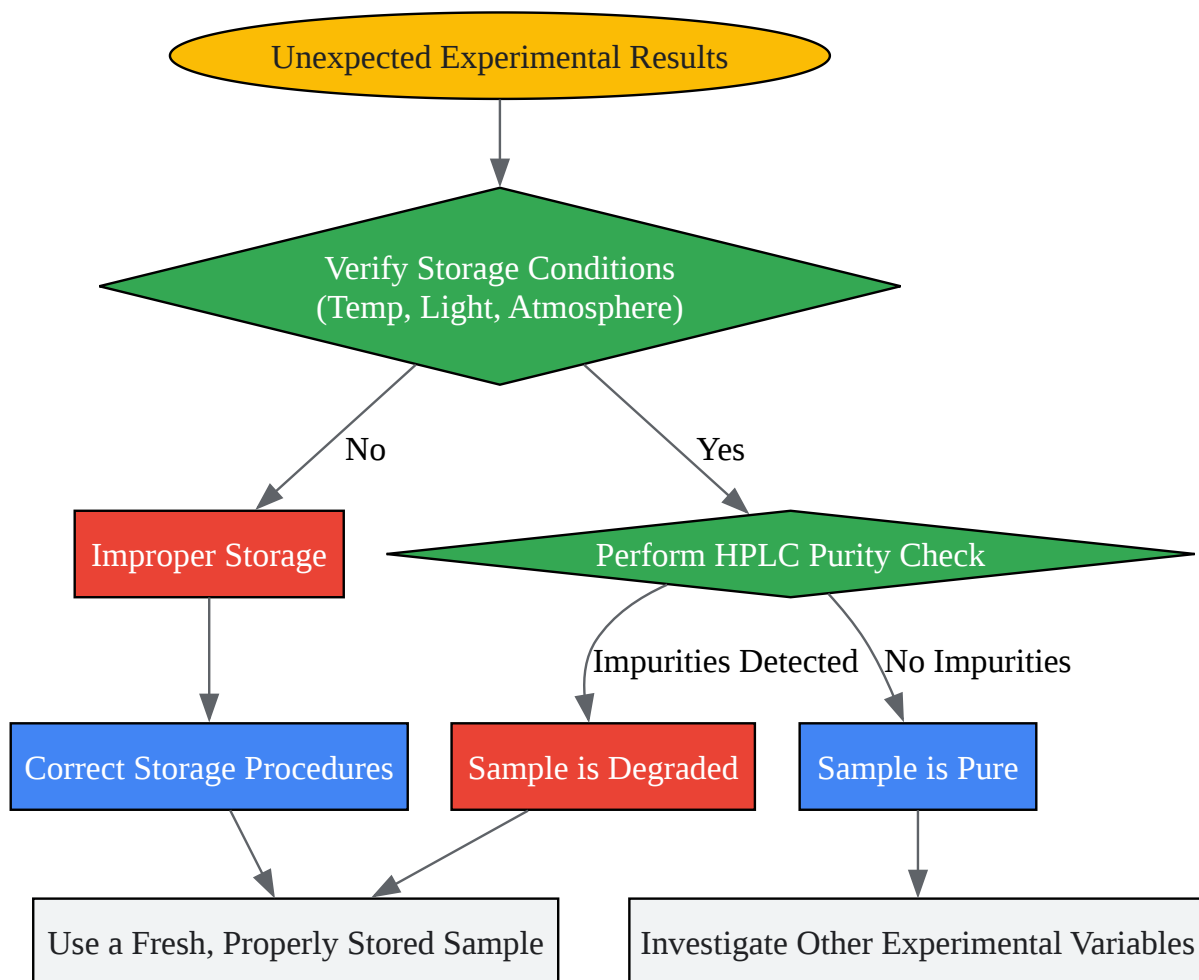 Unexpected Experimental Results
Verify Storage Conditions
(Temp, Light, Atmosphere)
No
Yes
Improper Storage
Perform HPLC Purity Check
Impurities Detected
No Impurities
Correct Storage Procedures
Sample is Degraded
Sample is Pure
Use a Fresh, Properly Stored Sample
Investigate Other Experimental Variables